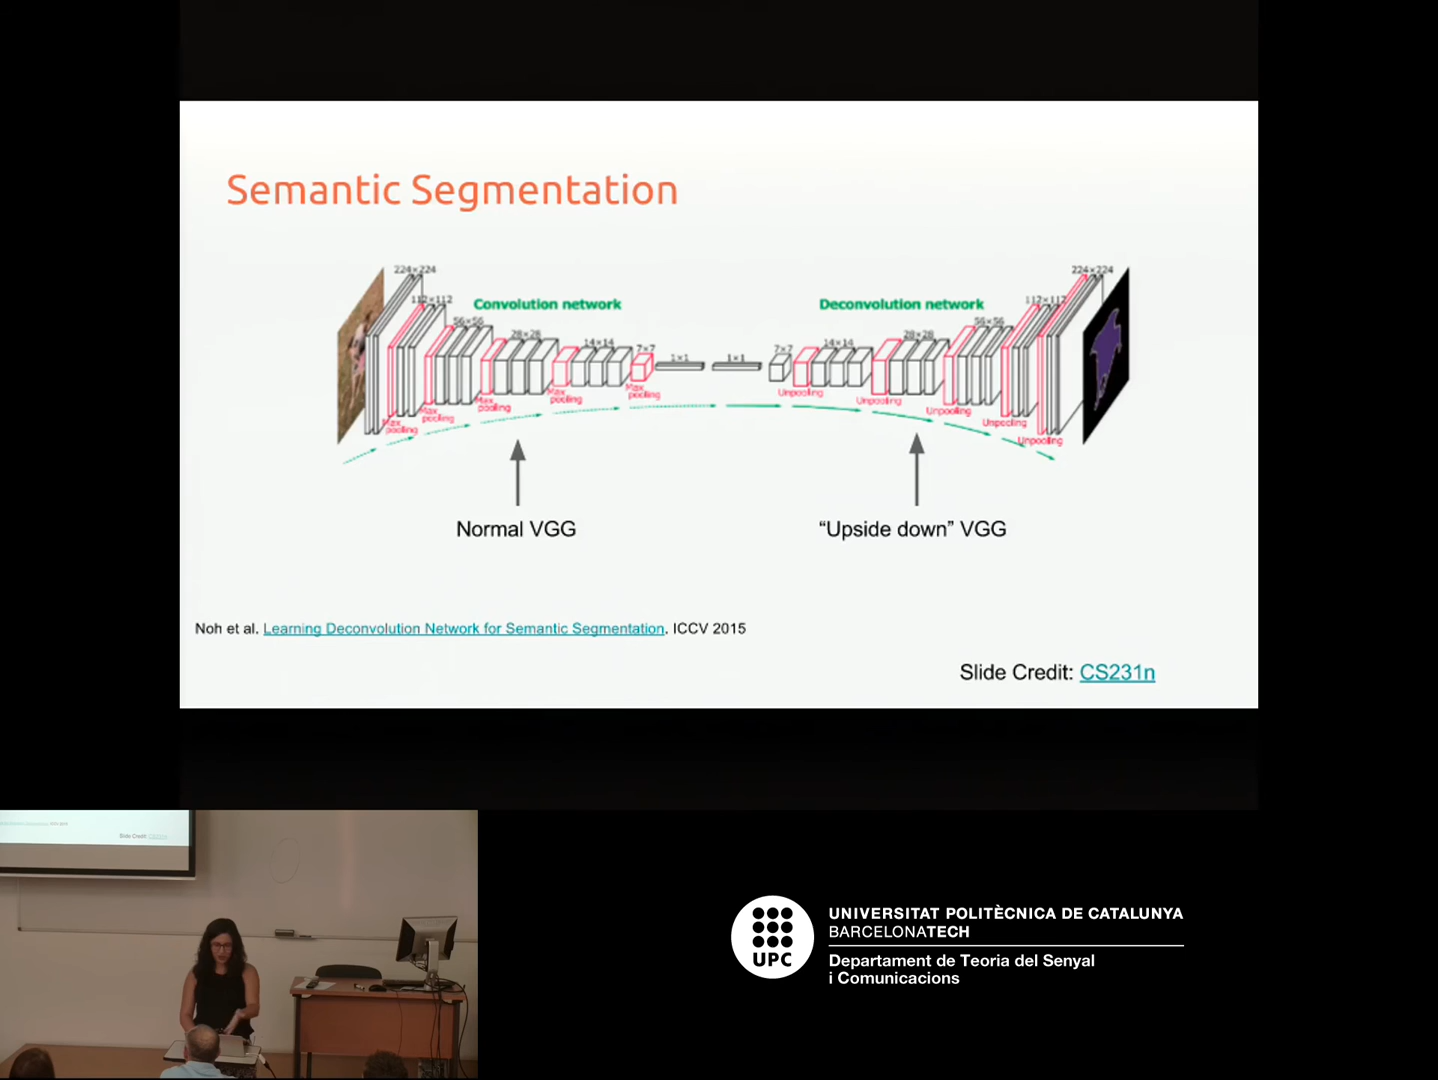 Semantic Segmentation
224×224
112×112
56×56
28×28
14×14
7×7
1×1
1×1
7×7
14×14
28×28
56×56
112×112
224×224
Convolution network
Deconvolution network
Max
pooling
Max
pooling
Max
pooling
Max
pooling
Max
pooling
Unpooling
Unpooling
Unpooling
Unpooling
Unpooling
Normal VGG
“Upside down” VGG
Noh et al. Learning Deconvolution Network for Semantic Segmentation. ICCV 2015
Slide Credit: CS231n
Slide Credit: CS231n
UPC
UNIVERSITAT POLITÈCNICA DE CATALUNYA
BARCELONATECH
Departament de Teoria del Senyal
i Comunicacions